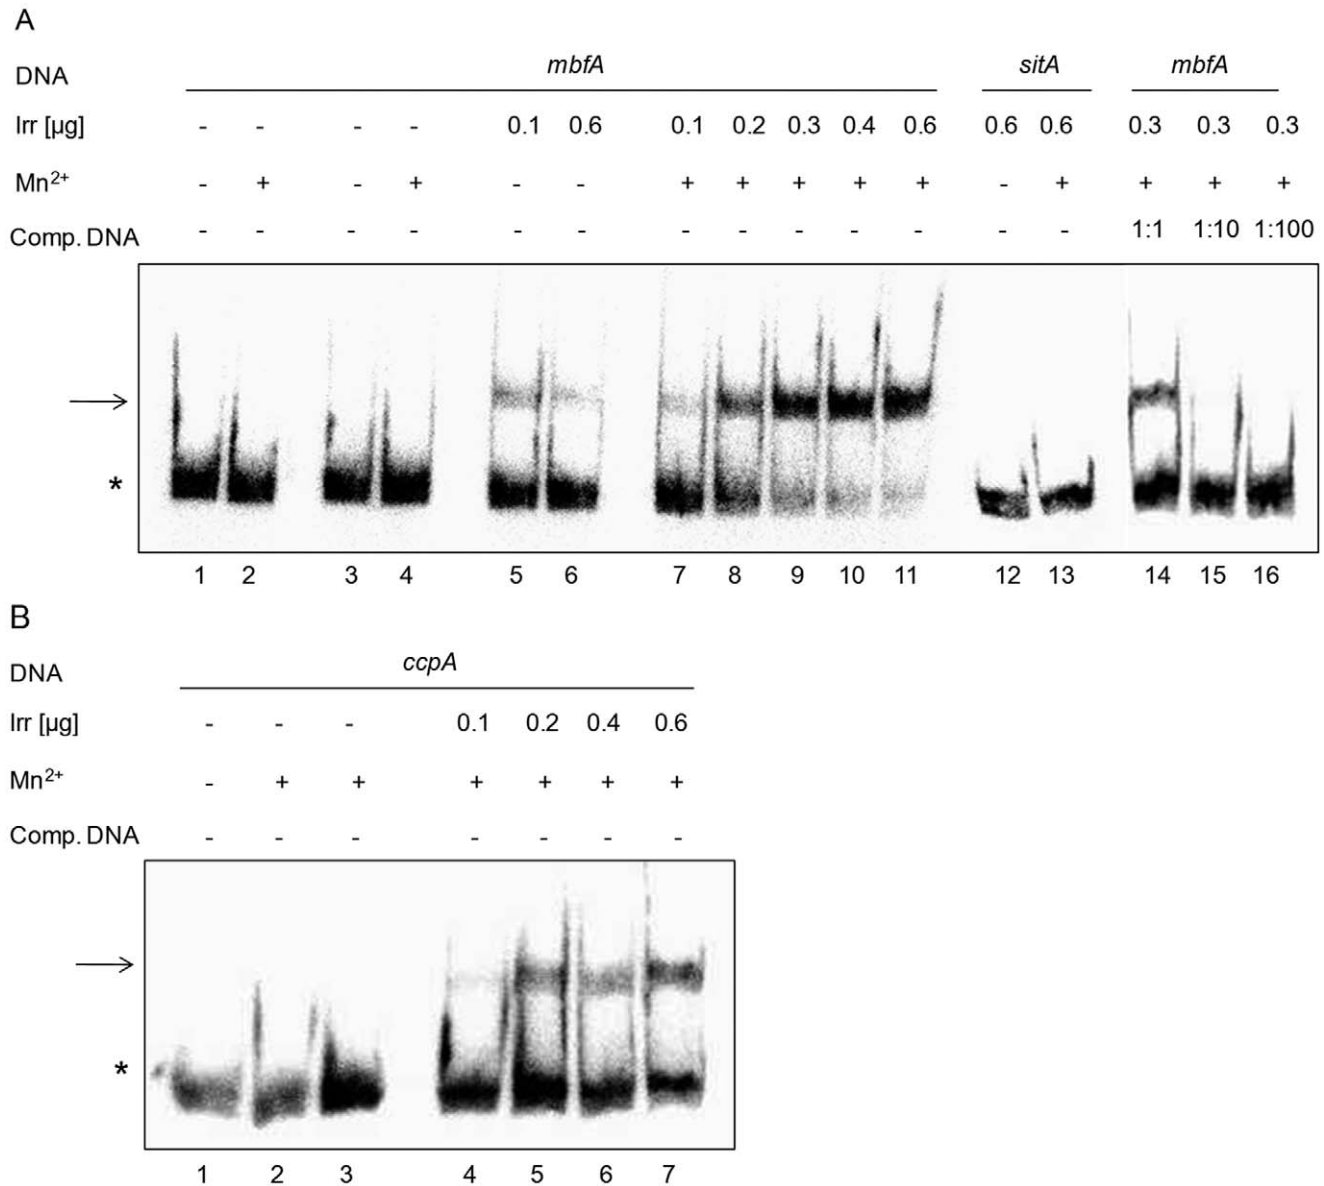 A
DNA mbfA sitA mbfA
Irr [µg] - - - - 0.1 0.6 0.1 0.2 0.3 0.4 0.6 0.6 0.6 0.3 0.3 0.3
Mn2+ - + - + - - + + + + + - + + + +
Comp. DNA - - - - - - - - - - - - - 1:1 1:10 1:100
*
1 2 3 4 5 6 7 8 9 10 11 12 13 14 15 16
B
DNA ccpA
Irr [µg] - - - 0.1 0.2 0.4 0.6
Mn2+ - + + + + + +
Comp. DNA - - - - - - -
*
1 2 3 4 5 6 7